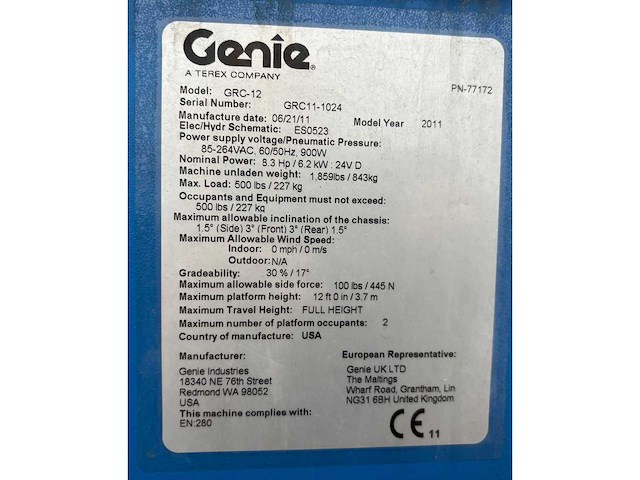 Genie®
A TEREX COMPANY
Model: GRC-12 PN-77172
Serial Number: GRC11-1024
Manufacture date: 06/21/11 Model Year 2011
Elec/Hydr Schematic: ES0523
Power supply voltage/Pneumatic Pressure:
85-264VAC, 60/50Hz, 900W
Nominal Power: 8.3 Hp / 6.2 kW : 24V D
Machine unladen weight: 1,859lbs / 843kg
Max. Load: 500 lbs / 227 kg
Occupants and Equipment must not exceed:
500 lbs / 227 kg
Maximum allowable inclination of the chassis:
1.5° (Side) 3° (Front) 3° (Rear) 1.5°
Maximum Allowable Wind Speed:
Indoor: 0 mph / 0 m/s
Outdoor: N/A
Gradeability: 30 % / 17°
Maximum allowable side force: 100 lbs / 445 N
Maximum platform height: 12 ft 0 in / 3.7 m
Maximum Travel Height: FULL HEIGHT
Maximum number of platform occupants: 2
Country of manufacture: USA
Manufacturer:
Genie Industries
18340 NE 76th Street
Redmond WA 98052
USA
This machine complies with:
EN:280
European Representative:
Genie UK LTD
The Maltings
Wharf Road, Grantham, Lin
NG31 6BH United Kingdom
CE 11